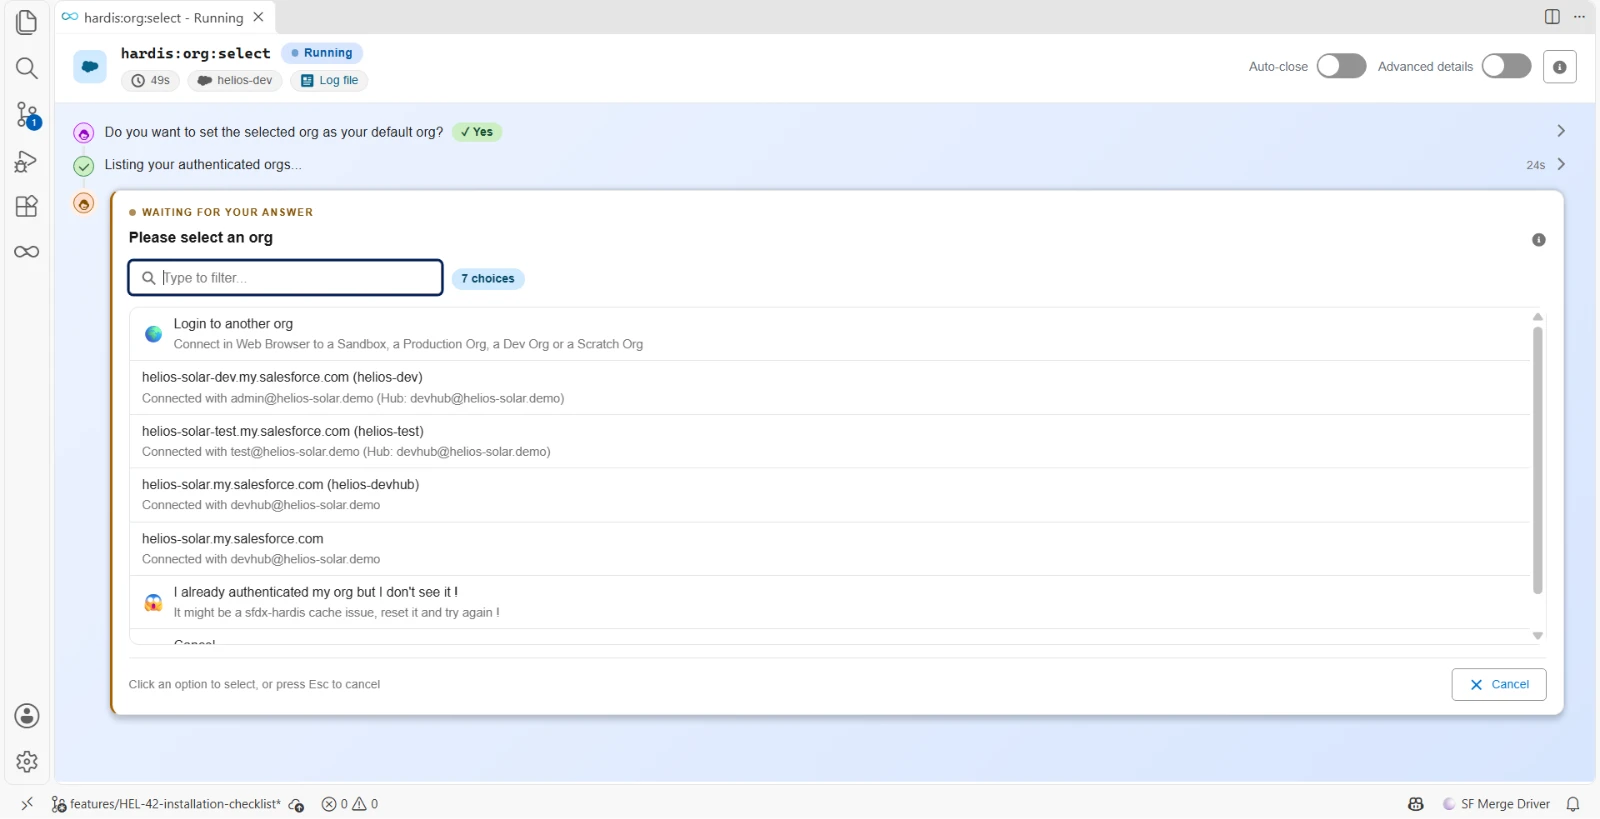 hardis:org:select - Running
hardis:org:select
Running
49s
helios-dev
Log file
Auto-close
Advanced details
1
Do you want to set the selected org as your default org?
✓ Yes
Listing your authenticated orgs...
24s
WAITING FOR YOUR ANSWER
Please select an org
Type to filter...
7 choices
Login to another org
Connect in Web Browser to a Sandbox, a Production Org, a Dev Org or a Scratch Org
helios-solar-dev.my.salesforce.com (helios-dev)
Connected with admin@helios-solar.demo (Hub: devhub@helios-solar.demo)
helios-solar-test.my.salesforce.com (helios-test)
Connected with test@helios-solar.demo (Hub: devhub@helios-solar.demo)
helios-solar.my.salesforce.com (helios-devhub)
Connected with devhub@helios-solar.demo
helios-solar.my.salesforce.com
Connected with devhub@helios-solar.demo
I already authenticated my org but I don't see it !
It might be a sfdx-hardis cache issue, reset it and try again !
Cancel
Click an option to select, or press Esc to cancel
Cancel
features/HEL-42-installation-checklist*
0
0
SF Merge Driver